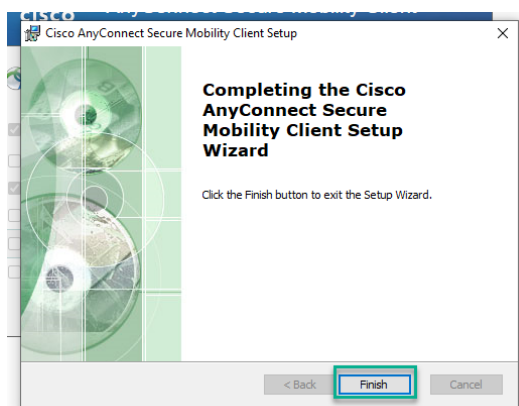 Cisco AnyConnect Secure Mobility Client Setup
Completing the Cisco
AnyConnect Secure
Mobility Client Setup
Wizard
Click the Finish button to exit the Setup Wizard.
< Back
Finish
Cancel